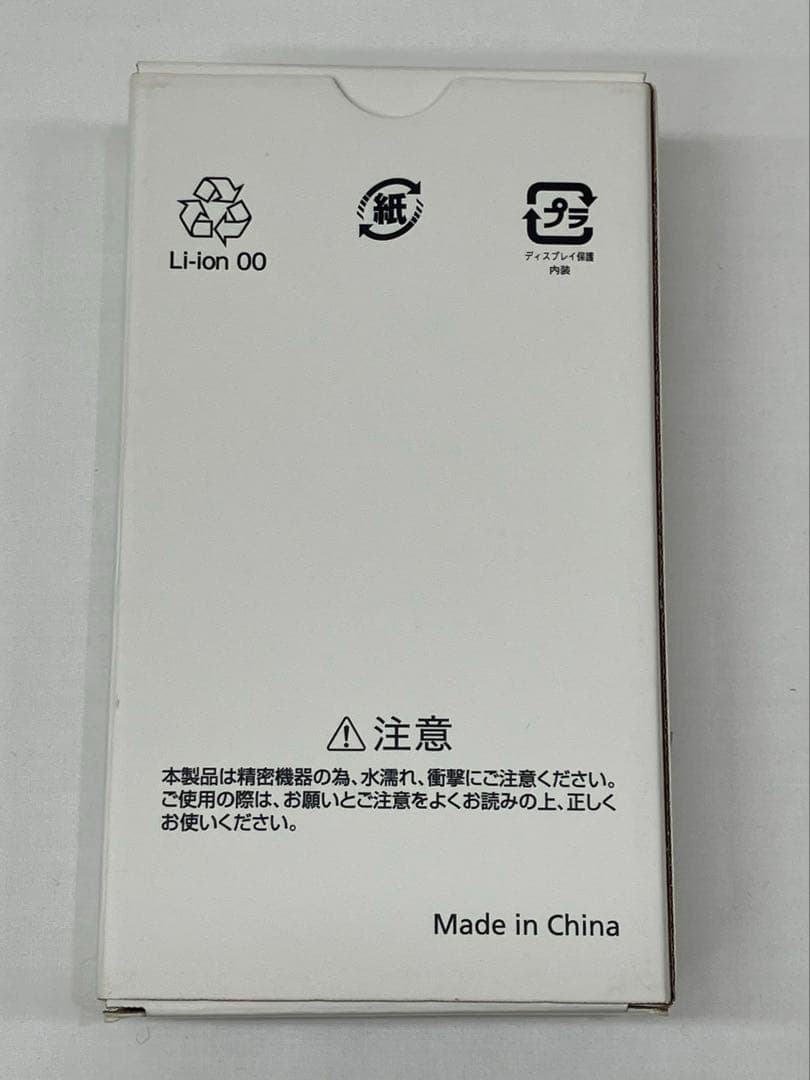 Li-ion 00
紙
プラ
ディスプレイ保護
内装
注意
本製品は精密機器の為、水濡れ、衝撃にご注意ください。
ご使用の際は、お願いとご注意をよくお読みの上、正しく
お使いください。
Made in China